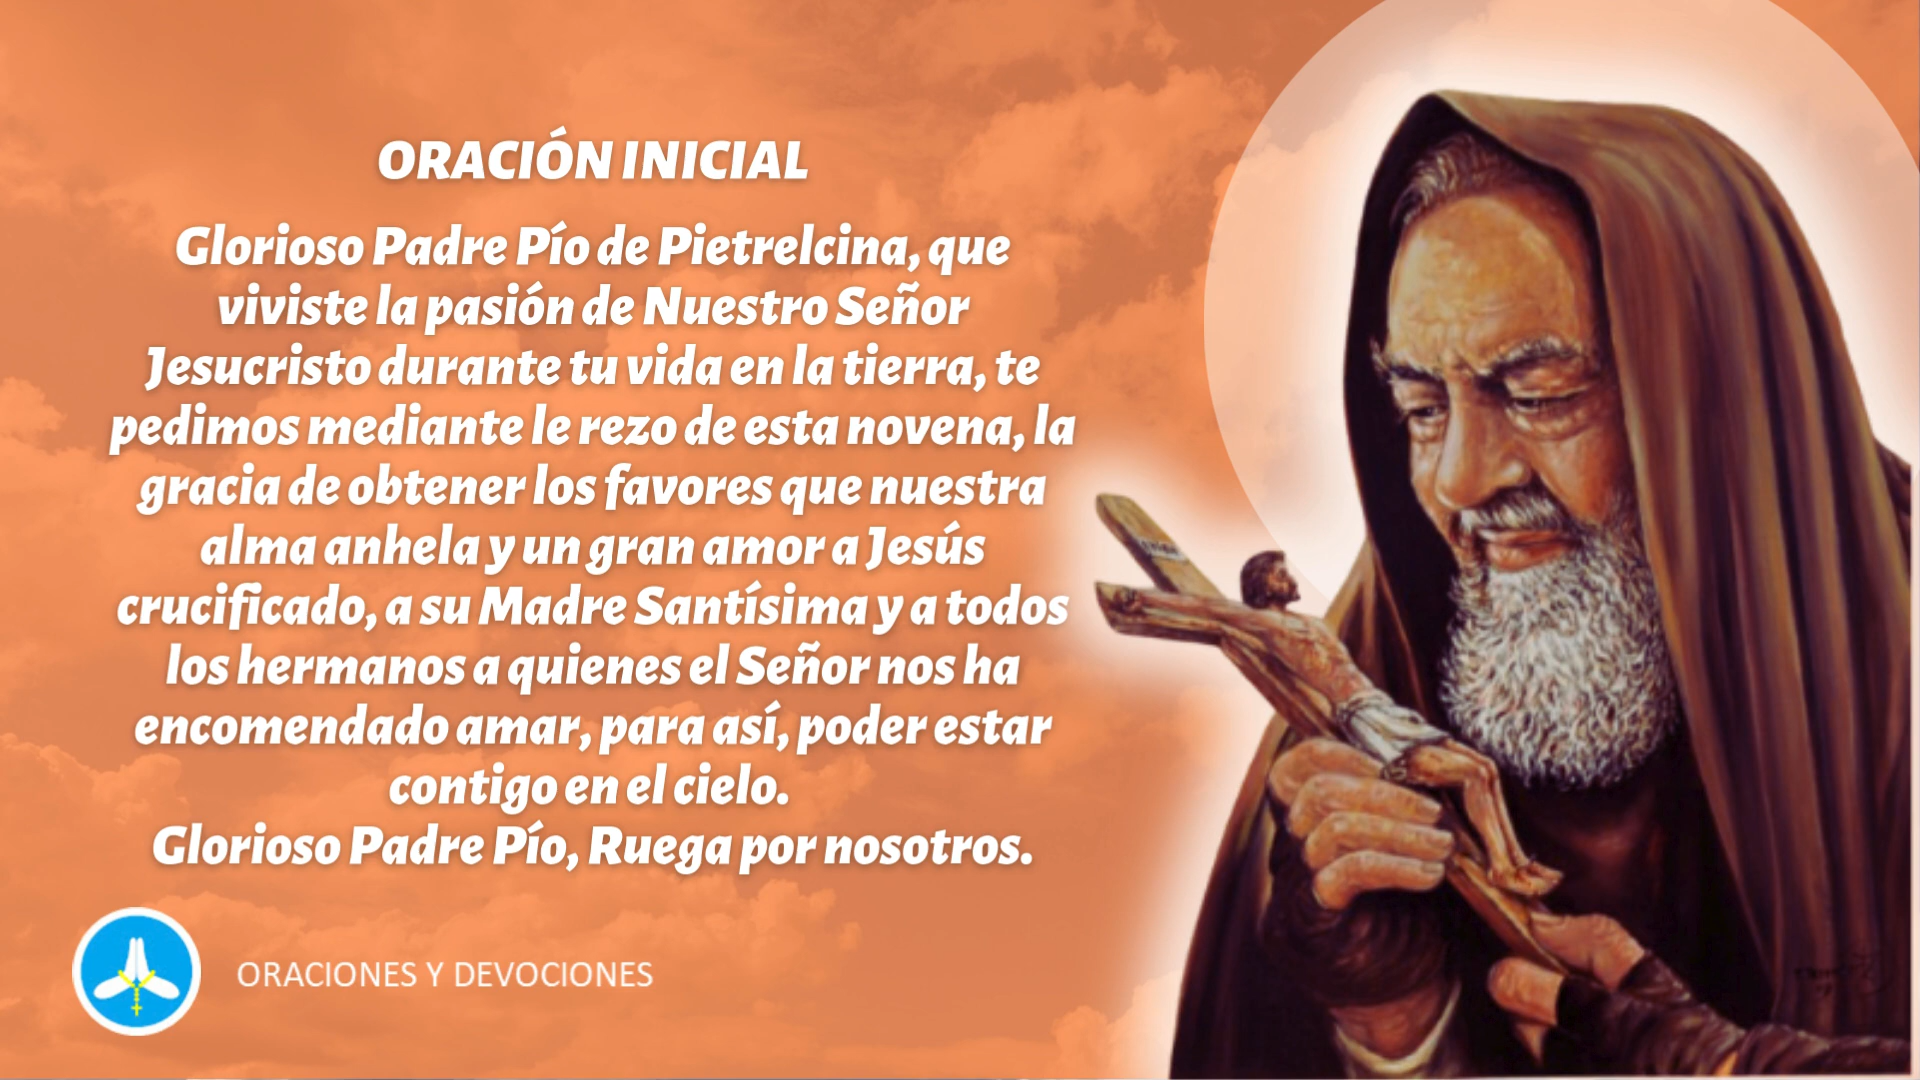 ORACIÓN INICIAL
Glorioso Padre Pío de Pietrelcina, que
viviste la pasión de Nuestro Señor
Jesucristo durante tu vida en la tierra, te
pedimos mediante le rezo de esta novena, la
gracia de obtener los favores que nuestra
alma anhela y un gran amor a Jesús
crucificado, a su Madre Santísima y a todos
los hermanos a quienes el Señor nos ha
encomendado amar, para así, poder estar
contigo en el cielo.
Glorioso Padre Pío, Ruega por nosotros.
ORACIONES Y DEVOCIONES